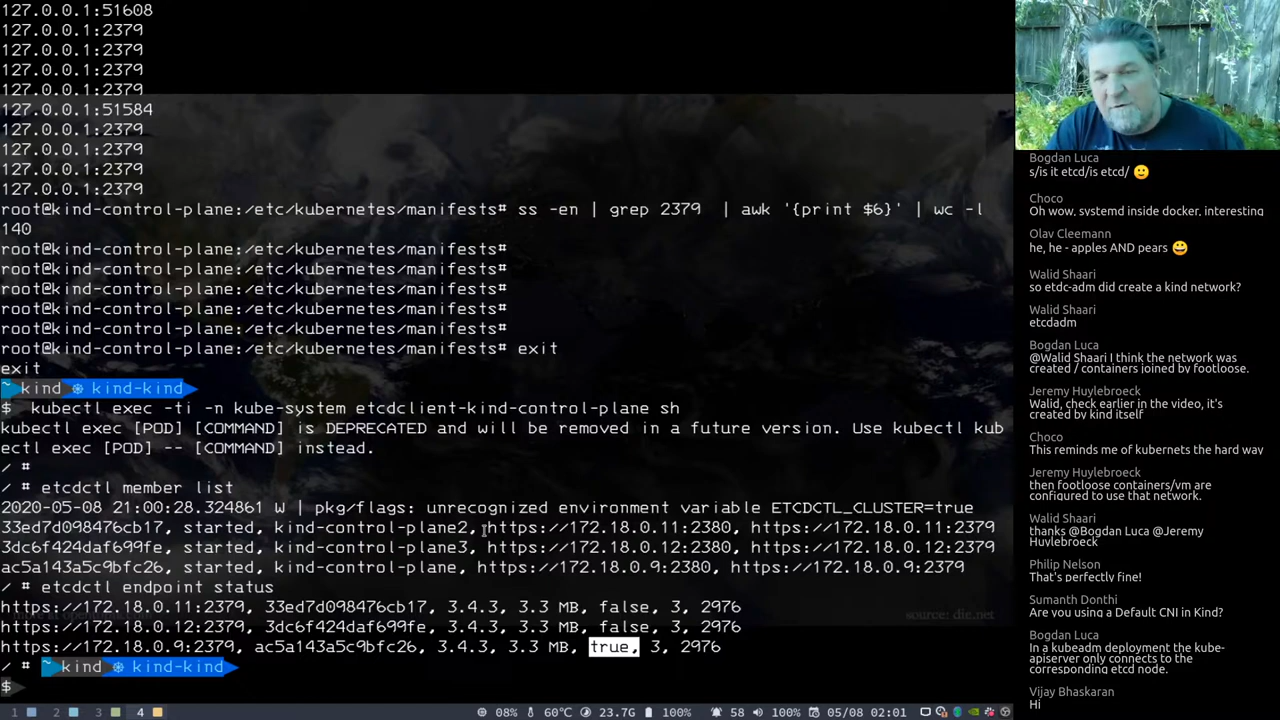 127.0.0.1:51608
127.0.0.1:2379
127.0.0.1:2379
127.0.0.1:2379
127.0.0.1:2379
127.0.0.1:51584
127.0.0.1:2379
127.0.0.1:2379
127.0.0.1:2379
127.0.0.1:2379
root@kind-control-plane:/etc/kubernetes/manifests# ss -en | grep 2379  | awk '{print $6}' | wc -l
140
root@kind-control-plane:/etc/kubernetes/manifests#
root@kind-control-plane:/etc/kubernetes/manifests#
root@kind-control-plane:/etc/kubernetes/manifests#
root@kind-control-plane:/etc/kubernetes/manifests#
root@kind-control-plane:/etc/kubernetes/manifests#
root@kind-control-plane:/etc/kubernetes/manifests# exit
exit
~ kind kind-kind
$  kubectl exec -ti -n kube-system etcdclient-kind-control-plane sh
kubectl exec [POD] [COMMAND] is DEPRECATED and will be removed in a future version. Use kubectl kub
ectl exec [POD] -- [COMMAND] instead.
/ #
/ # etcdctl member list
2020-05-08 21:00:28.324861 W | pkg/flags: unrecognized environment variable ETCDCTL_CLUSTER=true
33ed7d098476cb17, started, kind-control-plane2, https://172.18.0.11:2380, https://172.18.0.11:2379
3dc6f424daf699fe, started, kind-control-plane3, https://172.18.0.12:2380, https://172.18.0.12:2379
ac5a143a5c9bfc26, started, kind-control-plane, https://172.18.0.9:2380, https://172.18.0.9:2379
/ # etcdctl endpoint status
https://172.18.0.11:2379, 33ed7d098476cb17, 3.4.3, 3.3 MB, false, 3, 2976
source: dlr.net
https://172.18.0.12:2379, 3dc6f424daf699fe, 3.4.3, 3.3 MB, false, 3, 2976
https://172.18.0.9:2379, ac5a143a5c9bfc26, 3.4.3, 3.3 MB, true, 3, 2976
/ # ~ kind kind-kind
$
1 2 3 4 08% 60℃ 23.7G 100% 58 100% 05/08 02:01
Bogdan Luca
s/is it etcd/is etcd/ 🙂
Choco
Oh wow, systemd inside docker, interesting
Olav Cleemann
he, he - apples AND pears 😀
Walid Shaari
so etdc-adm did create a kind network?
Walid Shaari
etcdadm
Bogdan Luca
@Walid Shaari I think the network was
created / containers joined by footloose.
Jeremy Huylebroeck
Walid, check earlier in the video, it's
created by kind itself
Choco
This reminds me of kubernets the hard way
Jeremy Huylebroeck
then footloose containers/vm are
configured to use that network.
Walid Shaari
thanks @Bogdan Luca @Jeremy
Huylebroeck
Philip Nelson
That's perfectly fine!
Sumanth Donthi
Are you using a Default CNI in Kind?
Bogdan Luca
In a kubeadm deployment the kube-
apiserver only connects to the
corresponding etcd node.
Vijay Bhaskaran
Hi